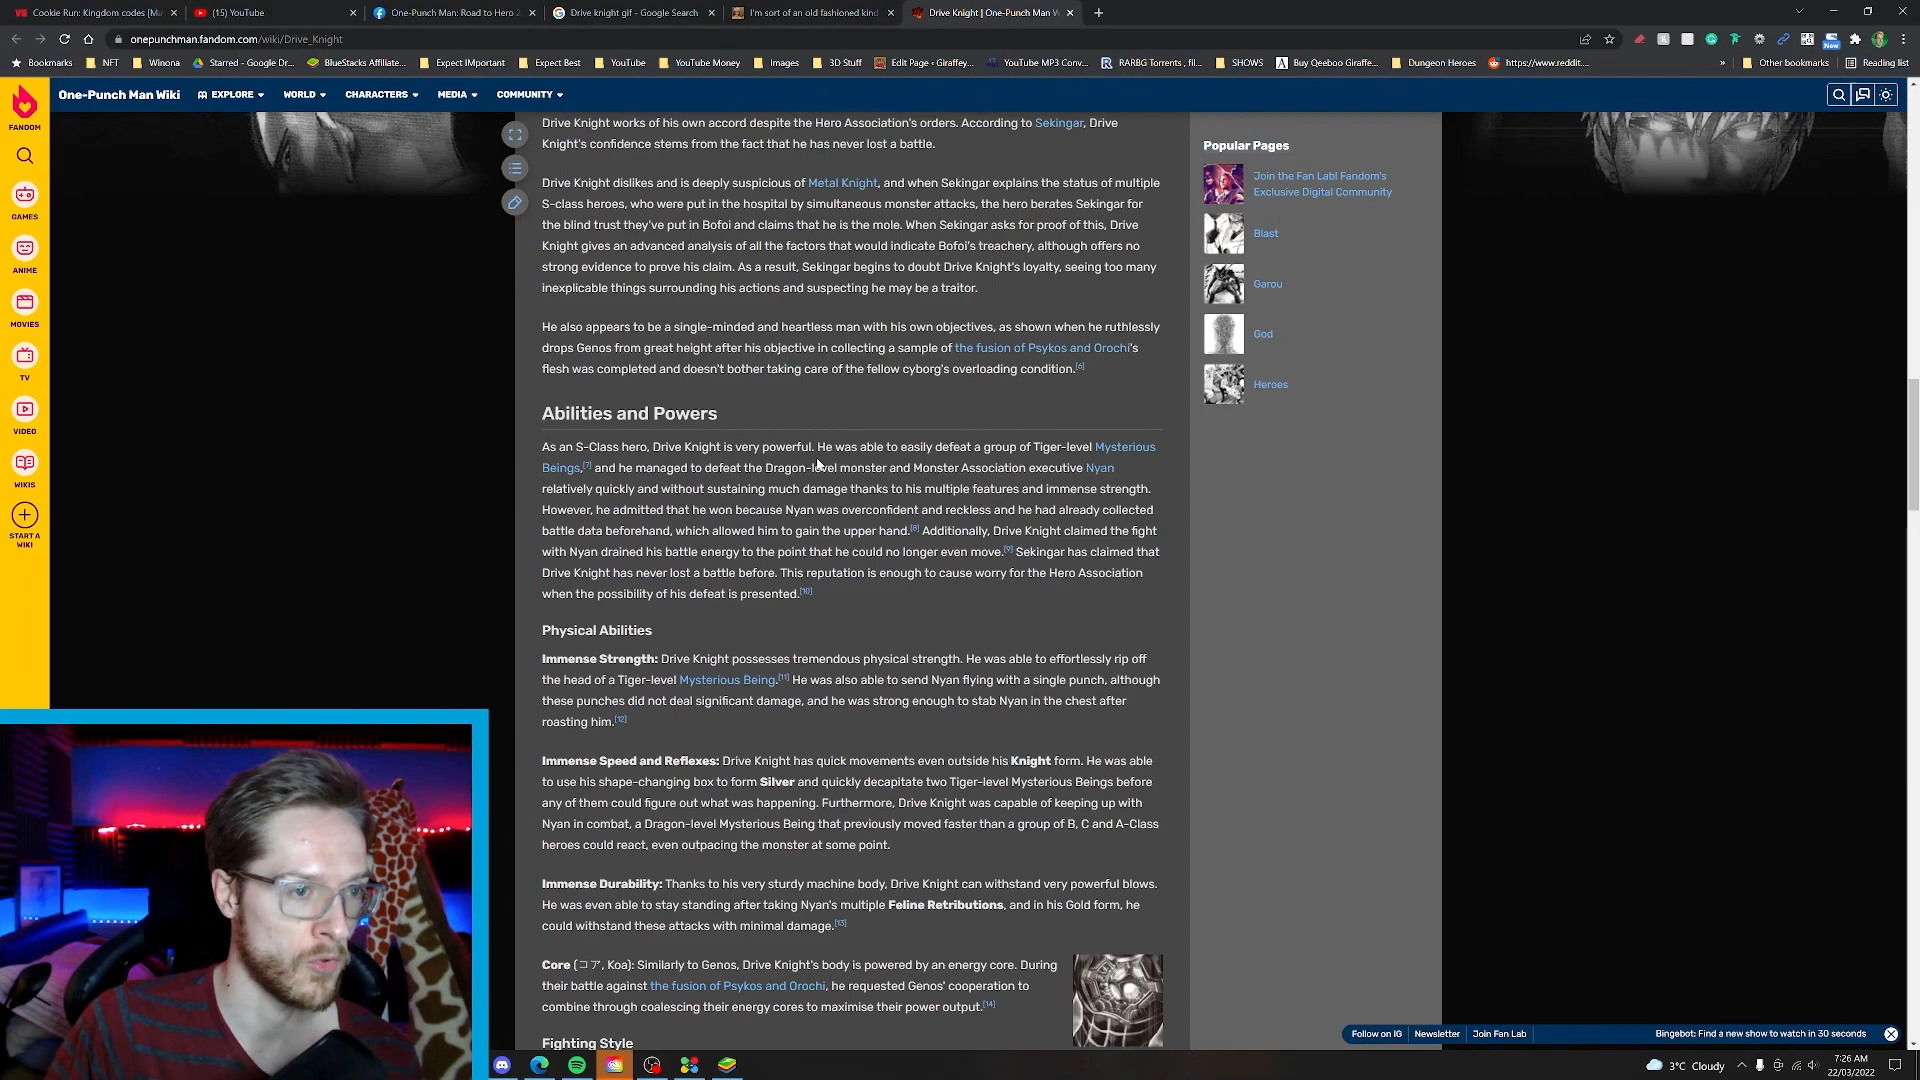 Cookie Run: Kingdom codes [Ma
(15) YouTube
One-Punch Man: Road to Hero 2
Drive knight gif - Google Search
I'm sort of an old fashioned kind
Drive Knight | One-Punch Man W
onepunchman.fandom.com/wiki/Drive_Knight
Bookmarks
NFT
Winona
Starred - Google Dr...
BlueStacks Affiliate...
Expect IMportant
Expect Best
YouTube
YouTube Money
Images
3D Stuff
Edit Page ‹ Giraffey...
YouTube MP3 Conv...
RARBG Torrents , fil...
SHOWS
Buy Qeeboo Giraffe...
Dungeon Heroes
https://www.reddit....
»
Other bookmarks
Reading list
New
FANDOM
GAMES
ANIME
MOVIES
TV
VIDEO
WIKIS
START A
WIKI
One-Punch Man Wiki
EXPLORE
WORLD
CHARACTERS
MEDIA
COMMUNITY
Drive Knight works of his own accord despite the Hero Association's orders. According to Sekingar, Drive
Knight's confidence stems from the fact that he has never lost a battle.
Drive Knight dislikes and is deeply suspicious of Metal Knight, and when Sekingar explains the status of multiple
S-class heroes, who were put in the hospital by simultaneous monster attacks, the hero berates Sekingar for
the blind trust they've put in Bofoi and claims that he is the mole. When Sekingar asks for proof of this, Drive
Knight gives an advanced analysis of all the factors that would indicate Bofoi's treachery, although offers no
strong evidence to prove his claim. As a result, Sekingar begins to doubt Drive Knight's loyalty, seeing too many
inexplicable things surrounding his actions and suspecting he may be a traitor.
He also appears to be a single-minded and heartless man with his own objectives, as shown when he ruthlessly
drops Genos from great height after his objective in collecting a sample of the fusion of Psykos and Orochi's
flesh was completed and doesn't bother taking care of the fellow cyborg's overloading condition.[6]
Abilities and Powers
As an S-Class hero, Drive Knight is very powerful. He was able to easily defeat a group of Tiger-level Mysterious
Beings,[7] and he managed to defeat the Dragon-level monster and Monster Association executive Nyan
relatively quickly and without sustaining much damage thanks to his multiple features and immense strength.
However, he admitted that he won because Nyan was overconfident and reckless and he had already collected
battle data beforehand, which allowed him to gain the upper hand.[8] Additionally, Drive Knight claimed the fight
with Nyan drained his battle energy to the point that he could no longer even move.[9] Sekingar has claimed that
Drive Knight has never lost a battle before. This reputation is enough to cause worry for the Hero Association
when the possibility of his defeat is presented.[10]
Physical Abilities
Immense Strength: Drive Knight possesses tremendous physical strength. He was able to effortlessly rip off
the head of a Tiger-level Mysterious Being.[11] He was also able to send Nyan flying with a single punch, although
these punches did not deal significant damage, and he was strong enough to stab Nyan in the chest after
roasting him.[12]
Immense Speed and Reflexes: Drive Knight has quick movements even outside his Knight form. He was able
to use his shape-changing box to form Silver and quickly decapitate two Tiger-level Mysterious Beings before
any of them could figure out what was happening. Furthermore, Drive Knight was capable of keeping up with
Nyan in combat, a Dragon-level Mysterious Being that previously moved faster than a group of B, C and A-Class
heroes could react, even outpacing the monster at some point.
Immense Durability: Thanks to his very sturdy machine body, Drive Knight can withstand very powerful blows.
He was even able to stay standing after taking Nyan's multiple Feline Retributions, and in his Gold form, he
could withstand these attacks with minimal damage.[13]
Core (コア, Koa): Similarly to Genos, Drive Knight's body is powered by an energy core. During
their battle against the fusion of Psykos and Orochi, he requested Genos' cooperation to
combine through coalescing their energy cores to maximise their power output.[14]
Fighting Style
Popular Pages
Join the Fan Lab! Fandom's
Exclusive Digital Community
Blast
Garou
God
Heroes
Follow on IG
Newsletter
Join Fan Lab
Bingebot: Find a new show to watch in 30 seconds
3°C Cloudy
7:26 AM
22/03/2022